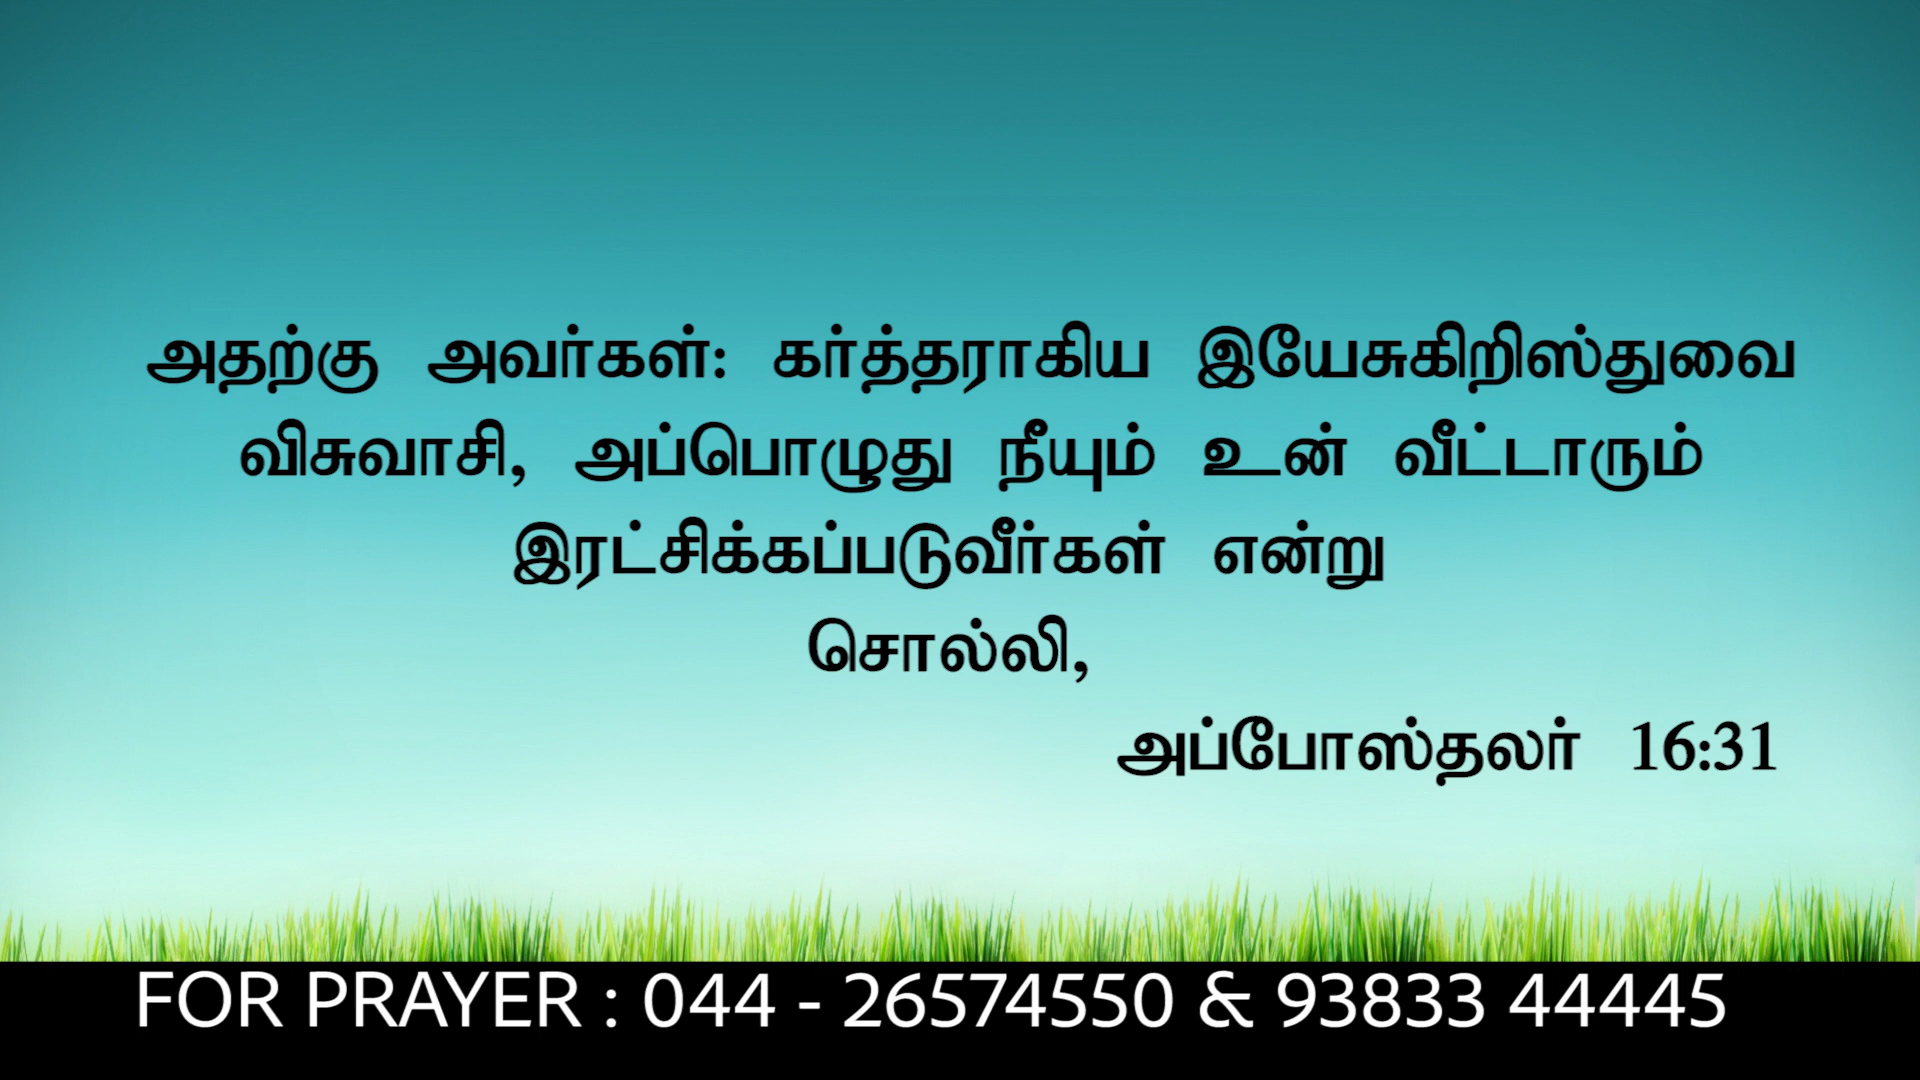 அதற்கு அவர்கள்: கர்த்தராகிய இயேசுகிறிஸ்துவை
விசுவாசி, அப்பொழுது நீயும் உன் வீட்டாரும்
இரட்சிக்கப்படுவீர்கள் என்று
சொல்லி,
அப்போஸ்தலர் 16:31
FOR PRAYER : 044 - 26574550 & 93833 44445